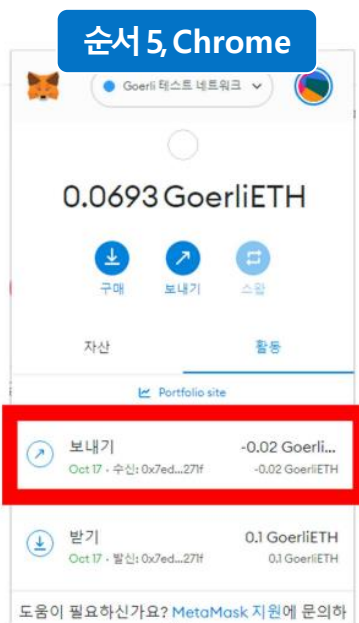 순서 5, Chrome
Goerli 테스트 네트워크
0.0693 GoerliETH
구매 보내기 스왑
자산 활동
Portfolio site
보내기 -0.02 Goerli...
Oct 17 · 수신: 0x7ed...271f -0.02 GoerliETH
받기 0.1 GoerliETH
Oct 17 · 발신: 0x7ed...271f 0.1 GoerliETH
도움이 필요하신가요? MetaMask 지원에 문의하